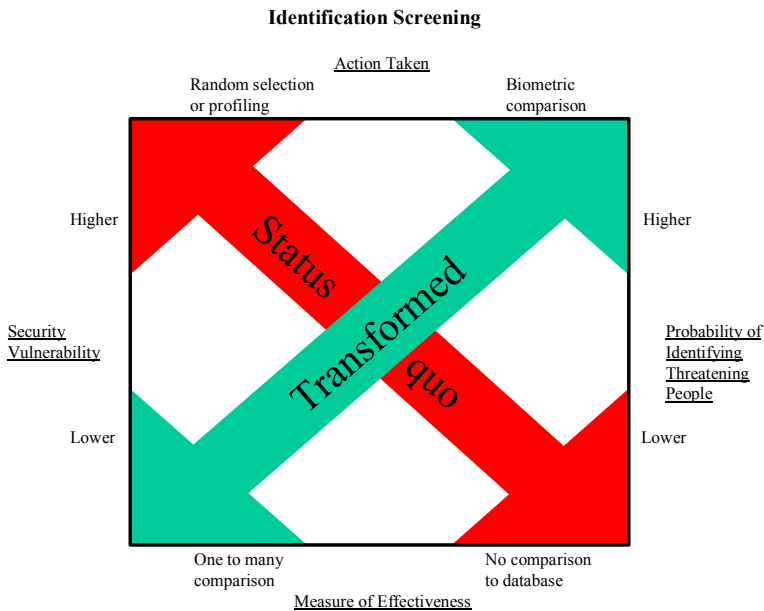 Identification Screening
Action Taken
Random selection
or profiling
Biometric
comparison
Higher
Higher
Status
Transformed
quo
Security
Vulnerability
Probability of
Identifying
Threatening
People
Lower
Lower
One to many
comparison
No comparison
to database
Measure of Effectiveness